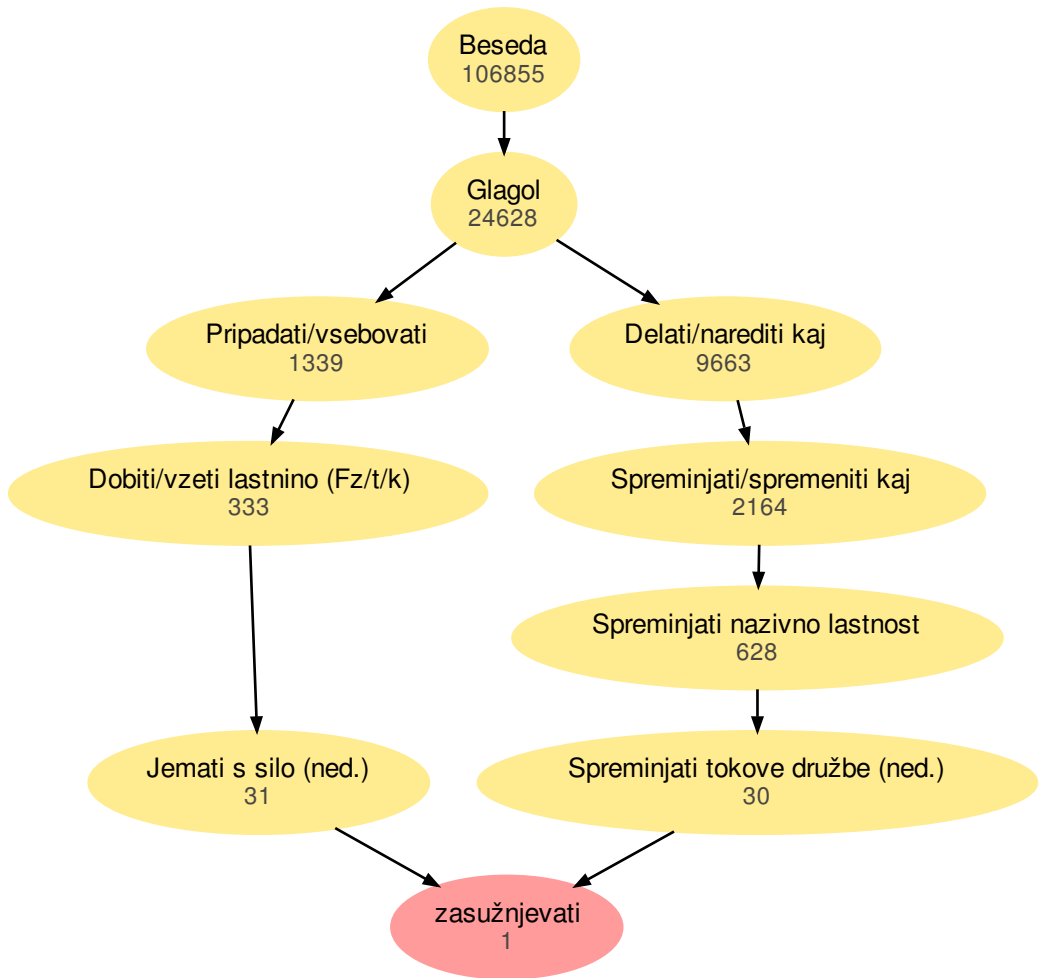 Beseda
106855
Glagol
24628
Pripadati/vsebovati
1339
Delati/narediti kaj
9663
Dobiti/vzeti lastnino (Fz/t/k)
333
Spreminjati/spremeniti kaj
2164
Spreminjati nazivno lastnost
628
Jemati s silo (ned.)
31
Spreminjati tokove družbe (ned.)
30
zasužnjevati
1